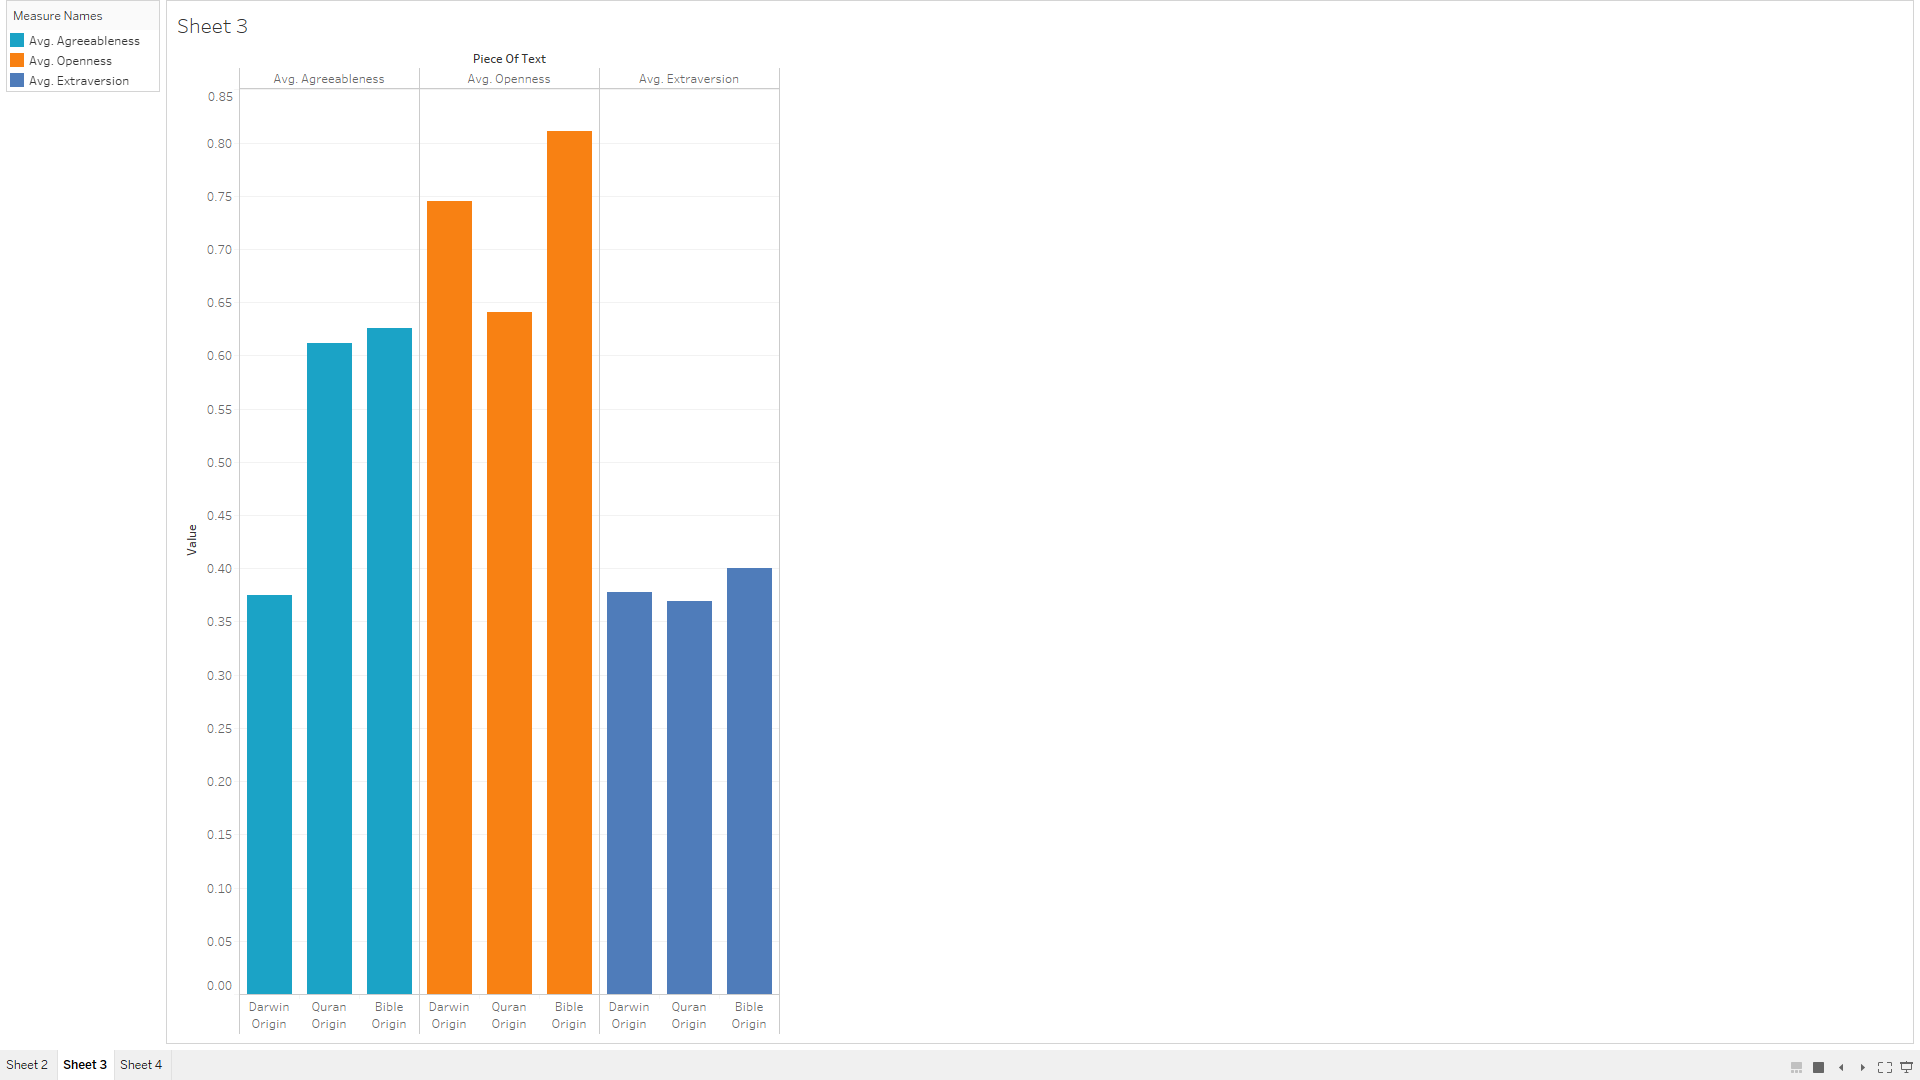 Measure Names
Avg. Agreeableness
Avg. Openness
Avg. Extraversion
Sheet 3
Piece Of Text
Avg. Agreeableness Avg. Openness Avg. Extraversion
0.85
0.80
0.75
0.70
0.65
0.60
0.55
0.50
0.45
0.40
0.35
0.30
0.25
0.20
0.15
0.10
0.05
0.00
Value
Darwin Quran Bible Darwin Quran Bible Darwin Quran Bible
Origin Origin Origin Origin Origin Origin Origin Origin Origin
Sheet 2 Sheet 3 Sheet 4